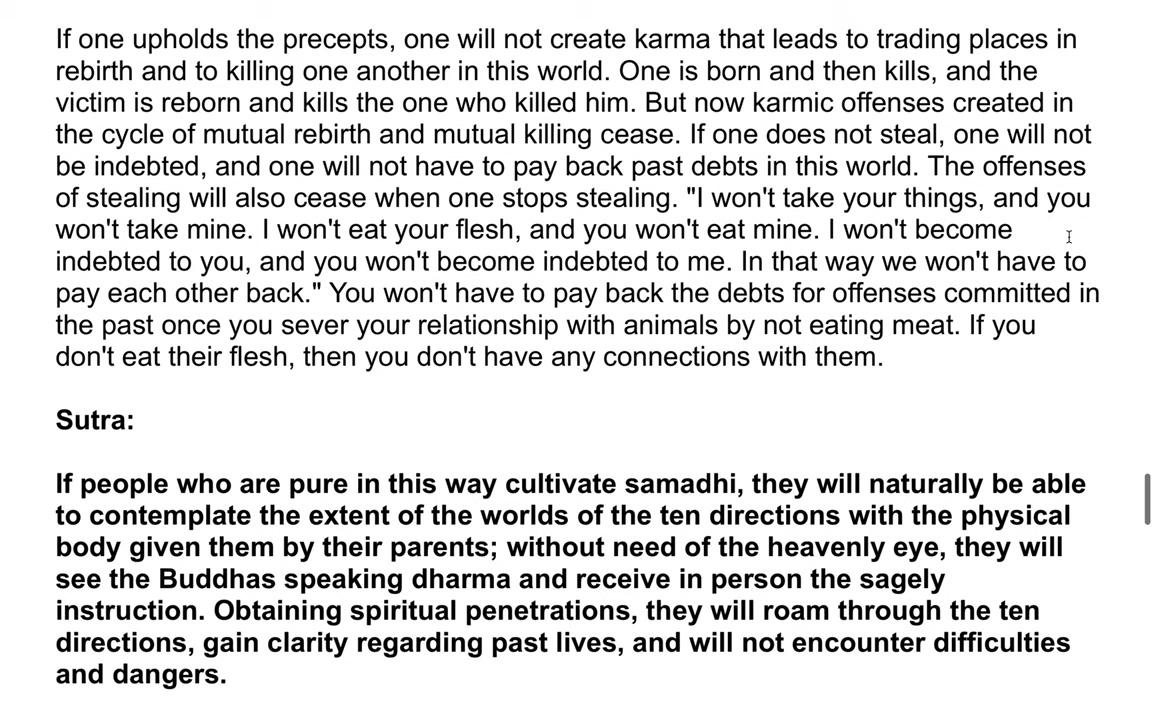 If one upholds the precepts, one will not create karma that leads to trading places in
rebirth and to killing one another in this world. One is born and then kills, and the
victim is reborn and kills the one who killed him. But now karmic offenses created in
the cycle of mutual rebirth and mutual killing cease. If one does not steal, one will not
be indebted, and one will not have to pay back past debts in this world. The offenses
of stealing will also cease when one stops stealing. "I won't take your things, and you
won't take mine. I won't eat your flesh, and you won't eat mine. I won't become
indebted to you, and you won't become indebted to me. In that way we won't have to
pay each other back." You won't have to pay back the debts for offenses committed in
the past once you sever your relationship with animals by not eating meat. If you
don't eat their flesh, then you don't have any connections with them.
Sutra:
If people who are pure in this way cultivate samadhi, they will naturally be able
to contemplate the extent of the worlds of the ten directions with the physical
body given them by their parents; without need of the heavenly eye, they will
see the Buddhas speaking dharma and receive in person the sagely
instruction. Obtaining spiritual penetrations, they will roam through the ten
directions, gain clarity regarding past lives, and will not encounter difficulties
and dangers.